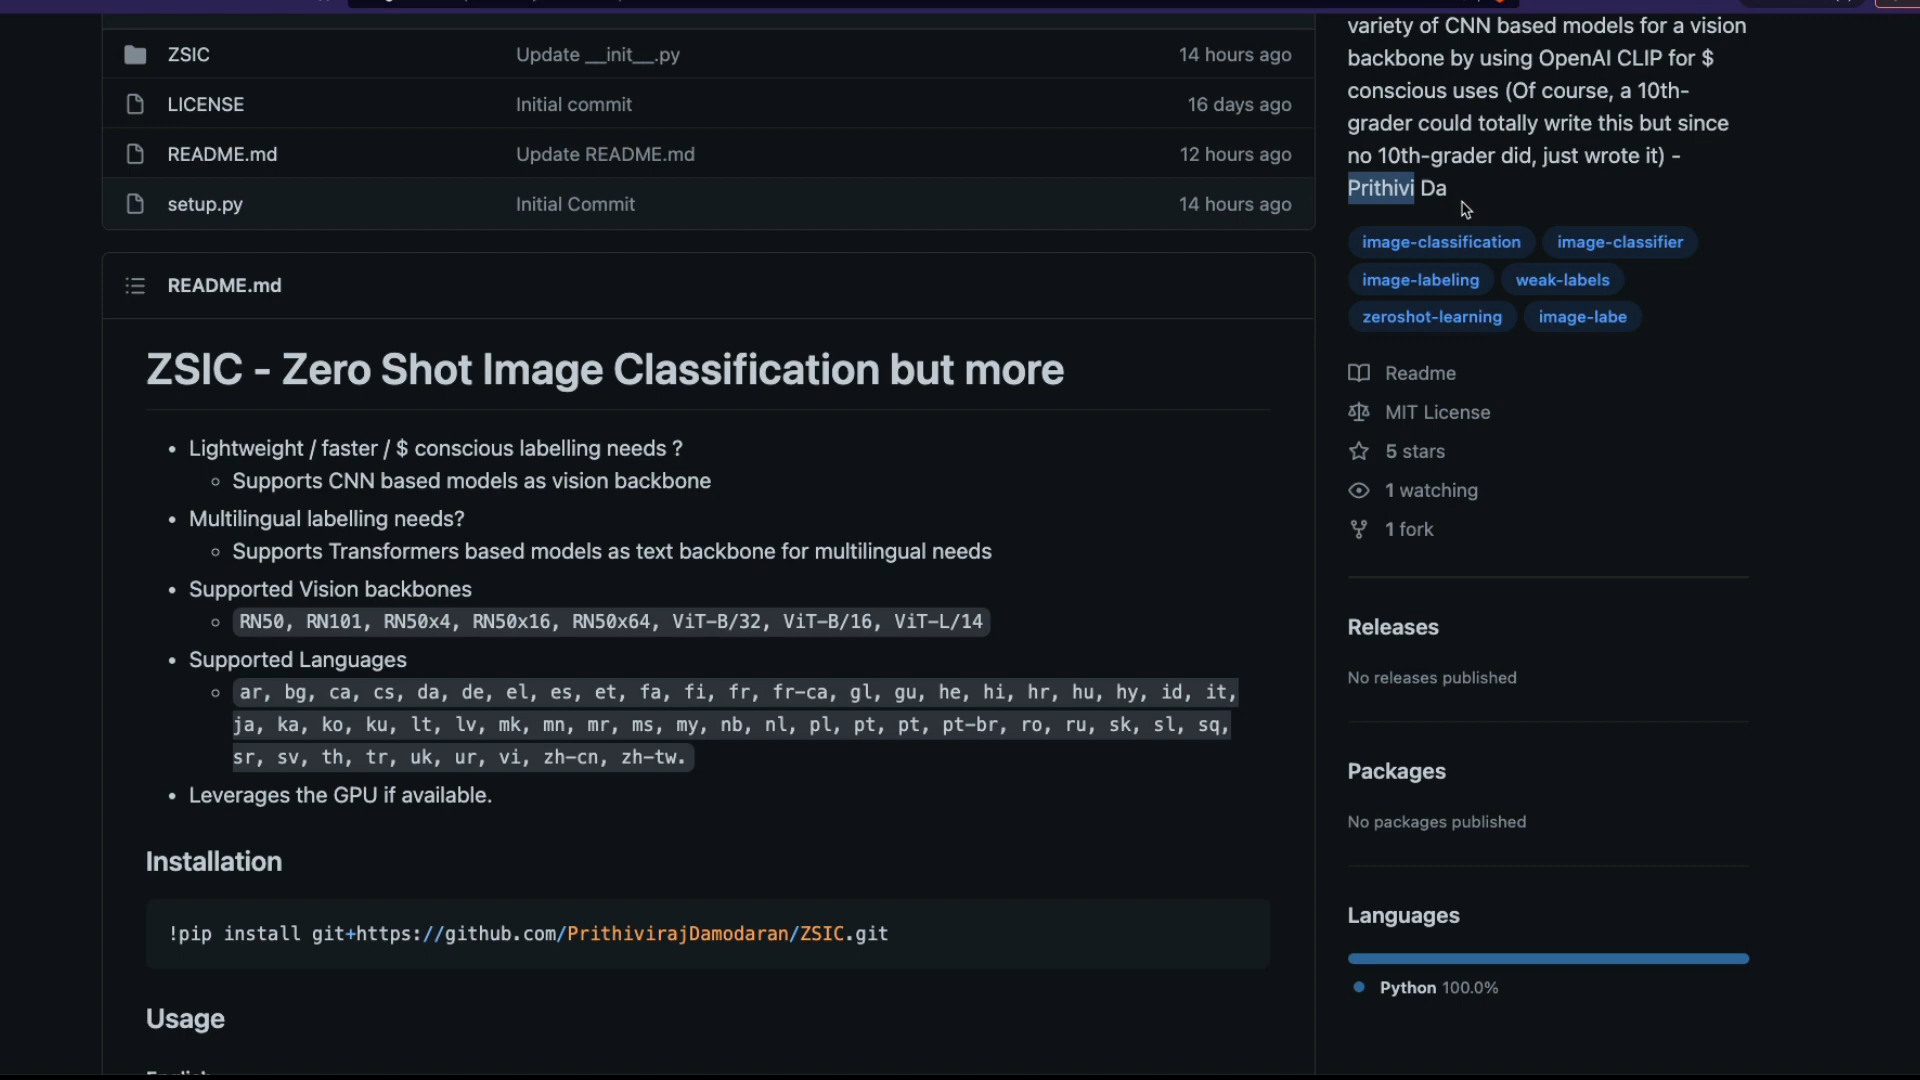 ZSIC Update __init__.py 14 hours ago
LICENSE Initial commit 16 days ago
README.md Update README.md 12 hours ago
setup.py Initial Commit 14 hours ago
README.md
ZSIC - Zero Shot Image Classification but more
• Lightweight / faster / $ conscious labelling needs ?
◦ Supports CNN based models as vision backbone
• Multilingual labelling needs?
◦ Supports Transformers based models as text backbone for multilingual needs
• Supported Vision backbones
◦ RN50, RN101, RN50x4, RN50x16, RN50x64, ViT-B/32, ViT-B/16, ViT-L/14
• Supported Languages
◦ ar, bg, ca, cs, da, de, el, es, et, fa, fi, fr, fr-ca, gl, gu, he, hi, hr, hu, hy, id, it,
ja, ka, ko, ku, lt, lv, mk, mn, mr, ms, my, nb, nl, pl, pt, pt, pt-br, ro, ru, sk, sl, sq,
sr, sv, th, tr, uk, ur, vi, zh-cn, zh-tw.
• Leverages the GPU if available.
Installation
!pip install git+https://github.com/PrithivirajDamodaran/ZSIC.git
Usage
variety of CNN based models for a vision
backbone by using OpenAI CLIP for $
conscious uses (Of course, a 10th-
grader could totally write this but since
no 10th-grader did, just wrote it) -
Prithivi Da
image-classification image-classifier
image-labeling weak-labels
zeroshot-learning image-labe
Readme
MIT License
5 stars
1 watching
1 fork
Releases
No releases published
Packages
No packages published
Languages
Python 100.0%